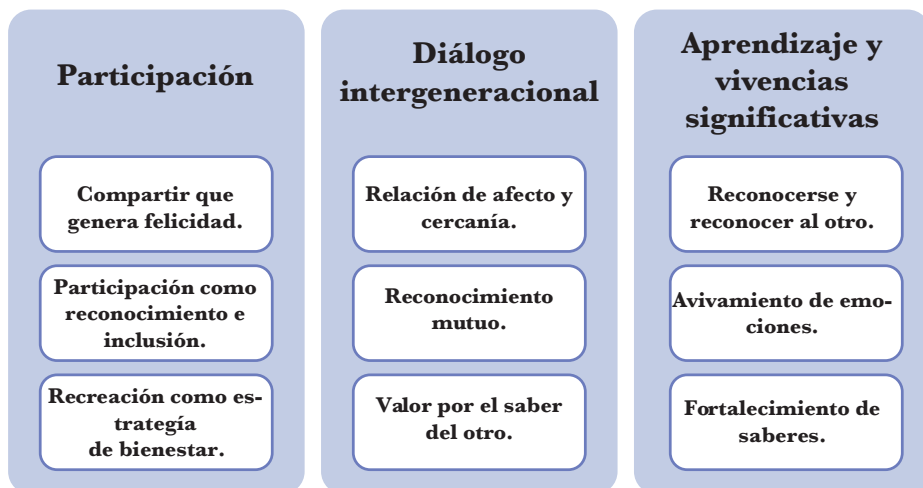 Participación
Compartir que
genera felicidad.
Participación como
reconocimiento e
inclusión.
Recreación como es-
trategía
de bienestar.
Diálogo
intergeneracional
Relación de afecto y
cercanía.
Reconocimiento
mutuo.
Valor por el saber
del otro.
Aprendizaje y
vivencias
significativas
Reconocerse y
reconocer al otro.
Avivamiento de emo-
ciones.
Fortalecimiento de
saberes.